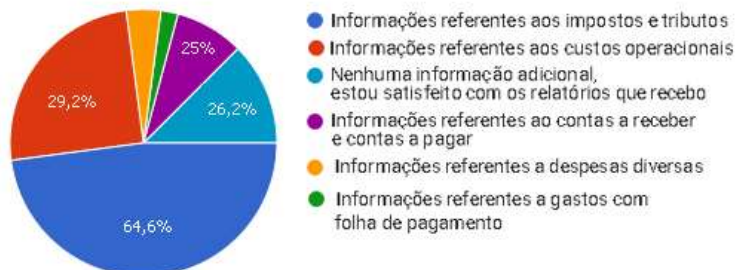 Informações referentes aos impostos e tributos
Informações referentes aos custos operacionais
Nenhuma informação adicional,
estou satisfeito com os relatórios que recebo
Informações referentes ao contas a receber
e contas a pagar
Informações referentes a despesas diversas
Informações referentes a gastos com
folha de pagamento
25%
29,2%
26,2%
64,6%